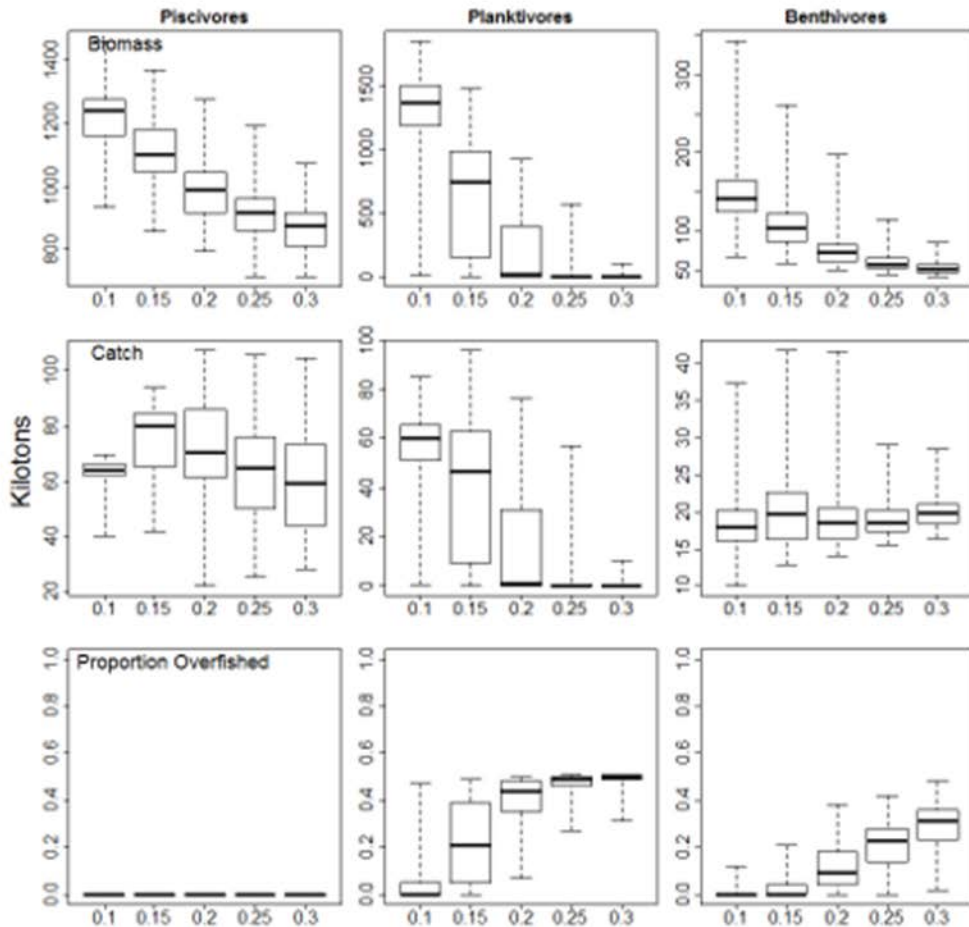 Piscivores Planktivores Benthivores
Biomass
1400 1200 1000 800
1500 1000 500 0
300 200 100 50
0.1 0.15 0.2 0.25 0.3 0.1 0.15 0.2 0.25 0.3 0.1 0.15 0.2 0.25 0.3
Catch
Kilotons
100 80 60 40 20
100 80 60 40 20 0
40 35 30 25 20 15 10
0.1 0.15 0.2 0.25 0.3 0.1 0.15 0.2 0.25 0.3 0.1 0.15 0.2 0.25 0.3
Proportion Overfished
1.0 0.8 0.6 0.4 0.2 0.0
1.0 0.8 0.6 0.4 0.2 0.0
1.0 0.8 0.6 0.4 0.2 0.0
0.1 0.15 0.2 0.25 0.3 0.1 0.15 0.2 0.25 0.3 0.1 0.15 0.2 0.25 0.3